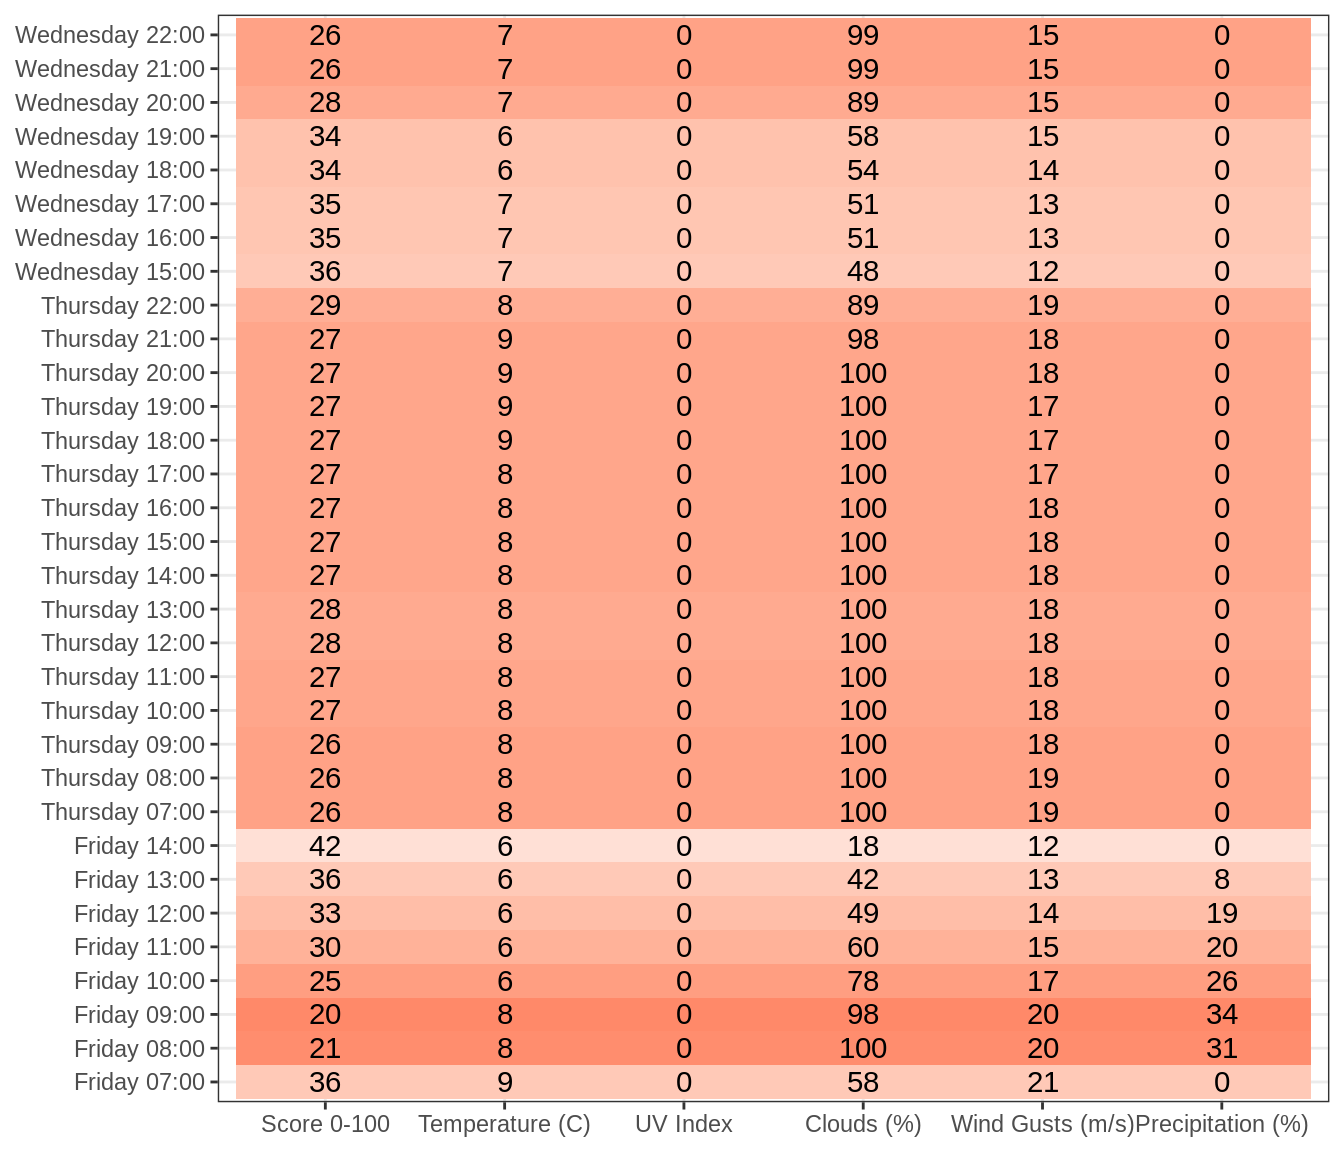 Wednesday 22:00 26 7 0 99 15 0
Wednesday 21:00 26 7 0 99 15 0
Wednesday 20:00 28 7 0 89 15 0
Wednesday 19:00 34 6 0 58 15 0
Wednesday 18:00 34 6 0 54 14 0
Wednesday 17:00 35 7 0 51 13 0
Wednesday 16:00 35 7 0 51 13 0
Wednesday 15:00 36 7 0 48 12 0
Thursday 22:00 29 8 0 89 19 0
Thursday 21:00 27 9 0 98 18 0
Thursday 20:00 27 9 0 100 18 0
Thursday 19:00 27 9 0 100 17 0
Thursday 18:00 27 9 0 100 17 0
Thursday 17:00 27 8 0 100 17 0
Thursday 16:00 27 8 0 100 18 0
Thursday 15:00 27 8 0 100 18 0
Thursday 14:00 27 8 0 100 18 0
Thursday 13:00 28 8 0 100 18 0
Thursday 12:00 28 8 0 100 18 0
Thursday 11:00 27 8 0 100 18 0
Thursday 10:00 27 8 0 100 18 0
Thursday 09:00 26 8 0 100 18 0
Thursday 08:00 26 8 0 100 19 0
Thursday 07:00 26 8 0 100 19 0
Friday 14:00 42 6 0 18 12 0
Friday 13:00 36 6 0 42 13 8
Friday 12:00 33 6 0 49 14 19
Friday 11:00 30 6 0 60 15 20
Friday 10:00 25 6 0 78 17 26
Friday 09:00 20 8 0 98 20 34
Friday 08:00 21 8 0 100 20 31
Friday 07:00 36 9 0 58 21 0
Score 0-100 Temperature (C) UV Index Clouds (%) Wind Gusts (m/s) Precipitation (%)